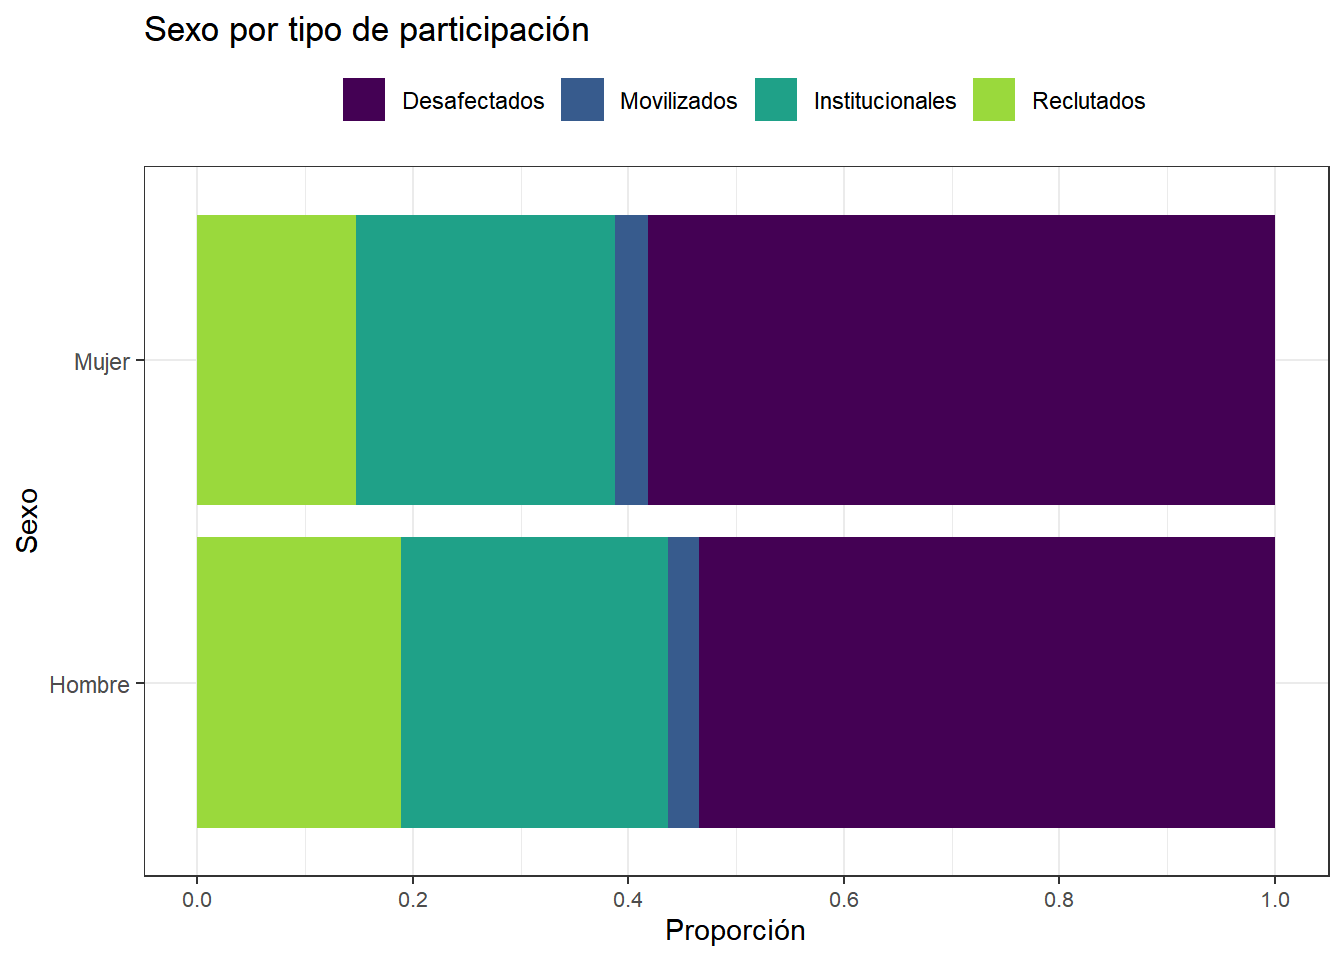 Sexo por tipo de participación
Desafectados Movilizados Institucionales Reclutados
Mujer
Hombre
Sexo
0.0 0.2 0.4 0.6 0.8 1.0
Proporción